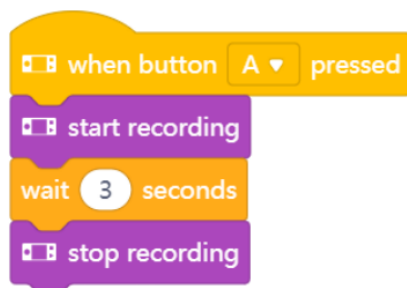 when button A pressed
start recording
wait 3 seconds
stop recording